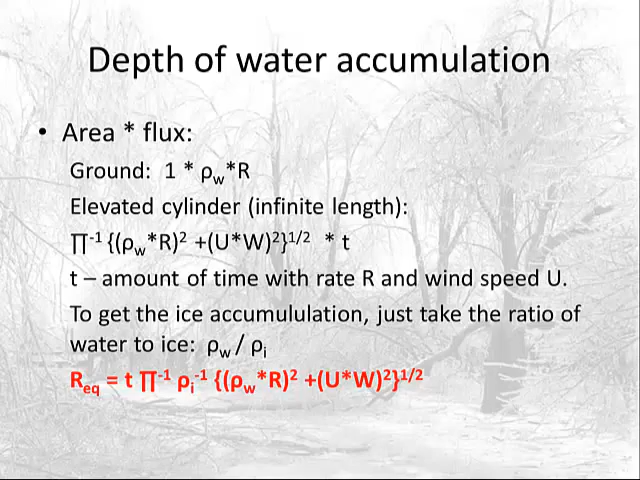 Depth of water accumulation
• Area * flux:
Ground: 1 * ρw*R
Elevated cylinder (infinite length):
∏-1 {(ρw*R)2 +(U*W)2}1/2 * t
t – amount of time with rate R and wind speed U.
To get the ice accumululation, just take the ratio of
water to ice: ρw / ρi
Req = t ∏-1 ρi-1 {(ρw*R)2 +(U*W)2}1/2